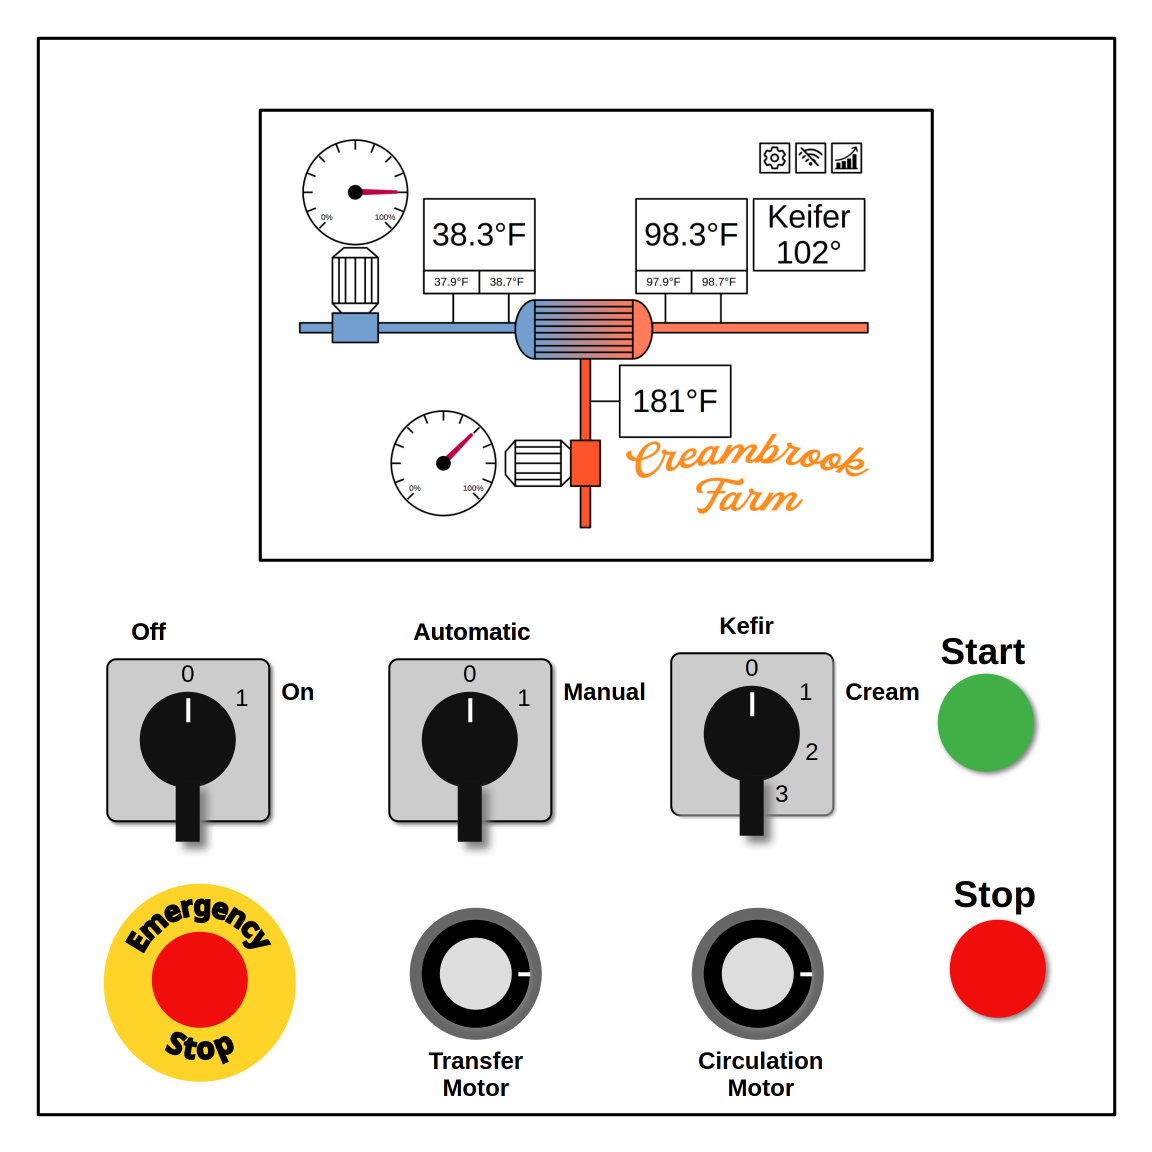 0%
100%
38.3°F
37.9°F
38.7°F
98.3°F
97.9°F
98.7°F
Keifer
102°
181°F
0%
100%
Creambrook
Farm
Off
0
1
On
Automatic
0
1
Manual
Kefir
0
1
2
3
Cream
Start
Emergency
Stop
Transfer
Motor
Circulation
Motor
Stop